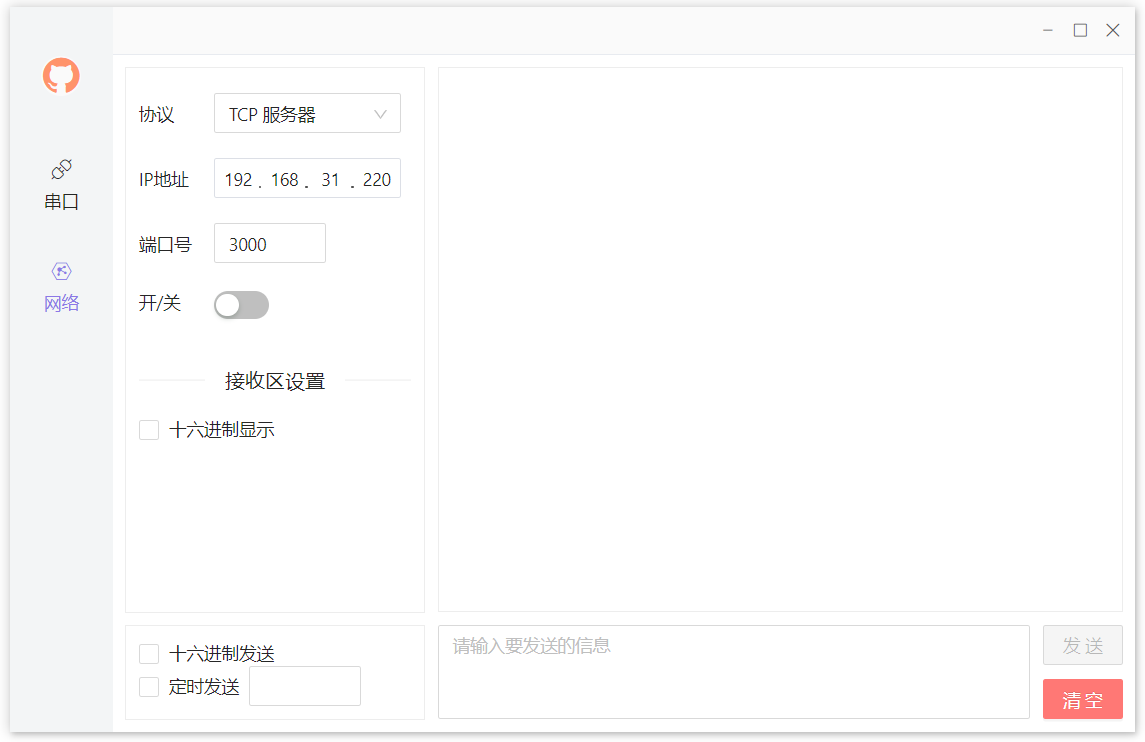 串口
网络
协议
TCP 服务器
IP地址
192 . 168 . 31 . 220
端口号
3000
开/关
接收区设置
十六进制显示
十六进制发送
定时发送
请输入要发送的信息
发 送
清 空